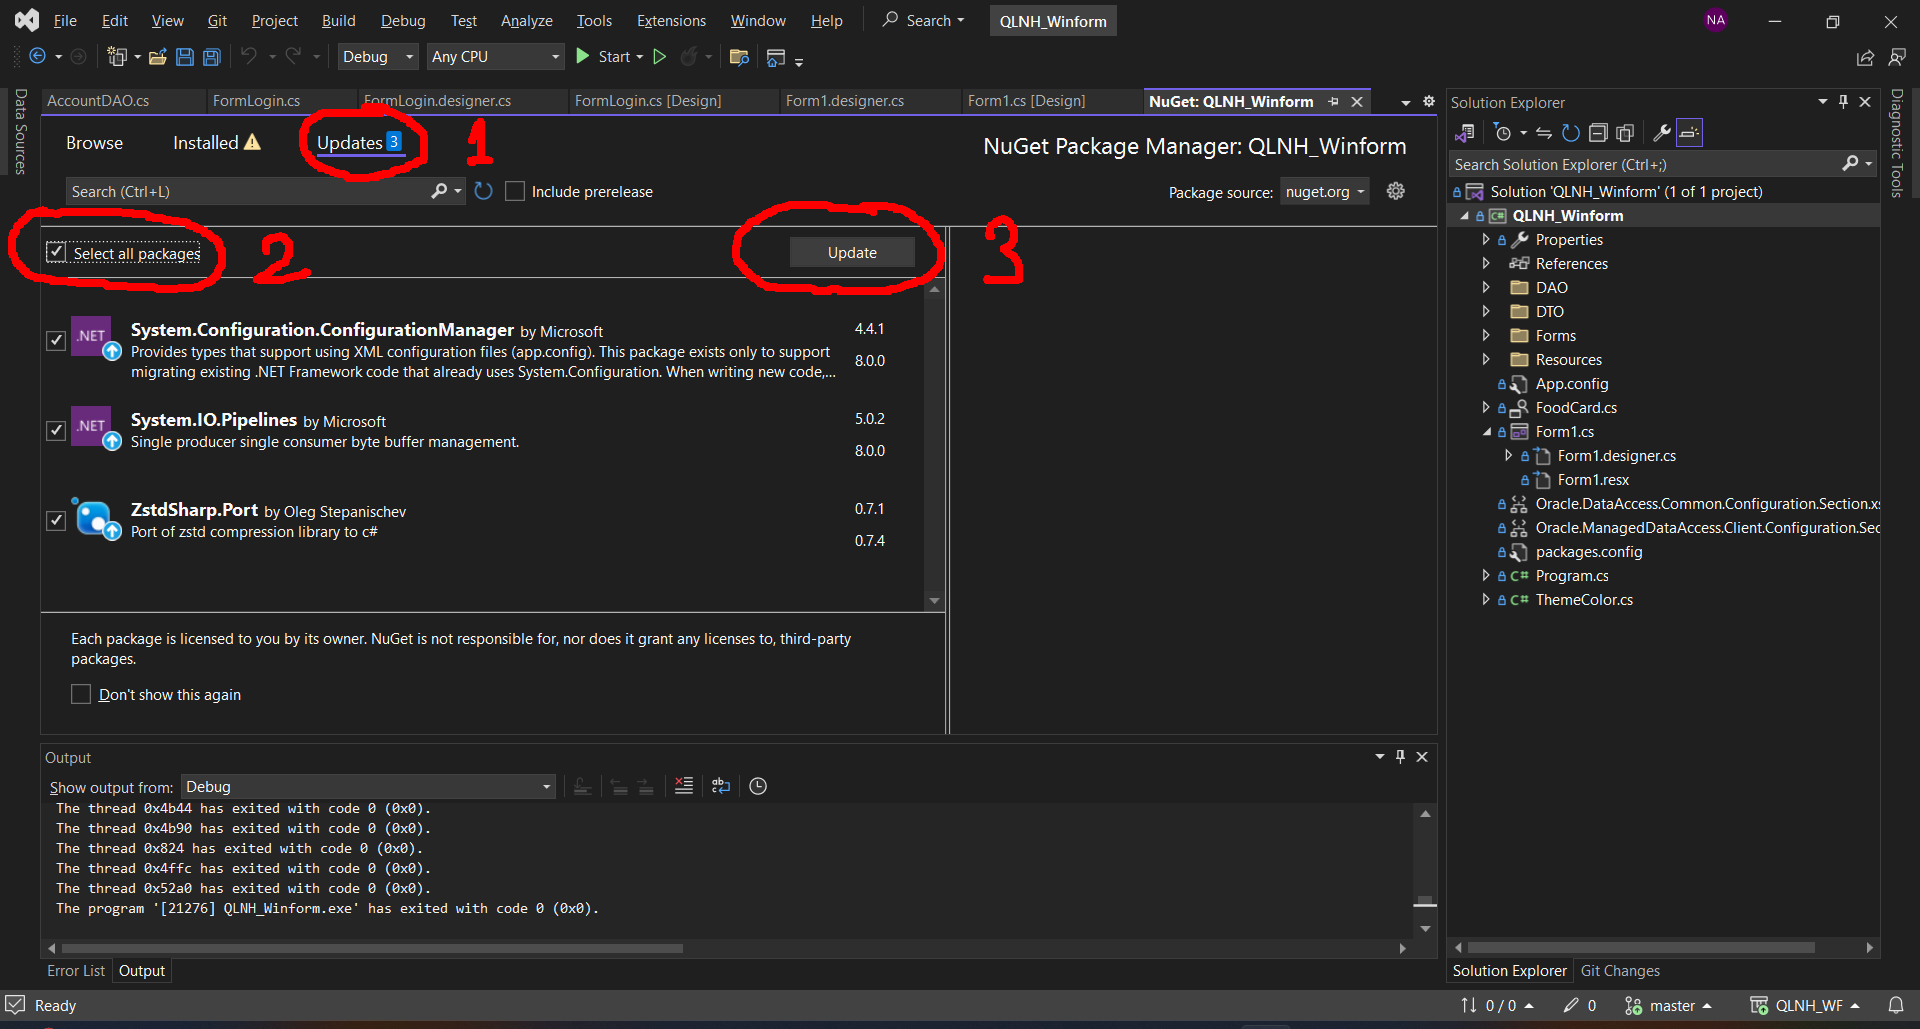 File Edit View Git Project Build Debug Test Analyze Tools Extensions Window Help Search QLNH_Winform NA
Debug Any CPU Start
Data Sources
AccountDAO.cs FormLogin.cs FormLogin.designer.cs FormLogin.cs [Design] Form1.designer.cs Form1.cs [Design] NuGet: QLNH_Winform
Browse Installed Updates 3 1
NuGet Package Manager: QLNH_Winform
Search (Ctrl+L) Include prerelease Package source: nuget.org
Select all packages 2 Update 3
.NET System.Configuration.ConfigurationManager by Microsoft 4.4.1
Provides types that support using XML configuration files (app.config). This package exists only to support 8.0.0
migrating existing .NET Framework code that already uses System.Configuration. When writing new code,...
.NET System.IO.Pipelines by Microsoft 5.0.2
Single producer single consumer byte buffer management. 8.0.0
ZstdSharp.Port by Oleg Stepanischev 0.7.1
Port of zstd compression library to c# 0.7.4
Each package is licensed to you by its owner. NuGet is not responsible for, nor does it grant any licenses to, third-party
packages.
Don't show this again
Output
Show output from: Debug
The thread 0x4b44 has exited with code 0 (0x0).
The thread 0x4b90 has exited with code 0 (0x0).
The thread 0x824 has exited with code 0 (0x0).
The thread 0x4ffc has exited with code 0 (0x0).
The thread 0x52a0 has exited with code 0 (0x0).
The program '[21276] QLNH_Winform.exe' has exited with code 0 (0x0).
Error List Output
Solution Explorer
Search Solution Explorer (Ctrl+;)
Solution 'QLNH_Winform' (1 of 1 project)
C# QLNH_Winform
Properties
References
DAO
DTO
Forms
Resources
App.config
FoodCard.cs
Form1.cs
Form1.designer.cs
Form1.resx
Oracle.DataAccess.Common.Configuration.Section.xs
Oracle.ManagedDataAccess.Client.Configuration.Sec
packages.config
C# Program.cs
C# ThemeColor.cs
Solution Explorer Git Changes
Diagnostic Tools
Ready 0 / 0 0 master QLNH_WF